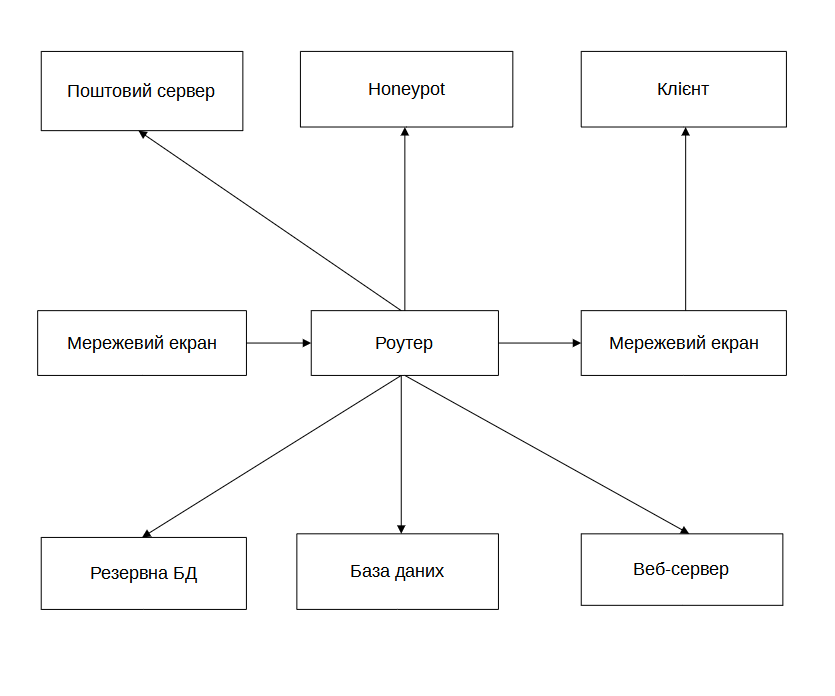 Поштовий сервер
Honeypot
Клієнт
Мережевий екран
Роутер
Мережевий екран
Резервна БД
База даних
Веб-сервер